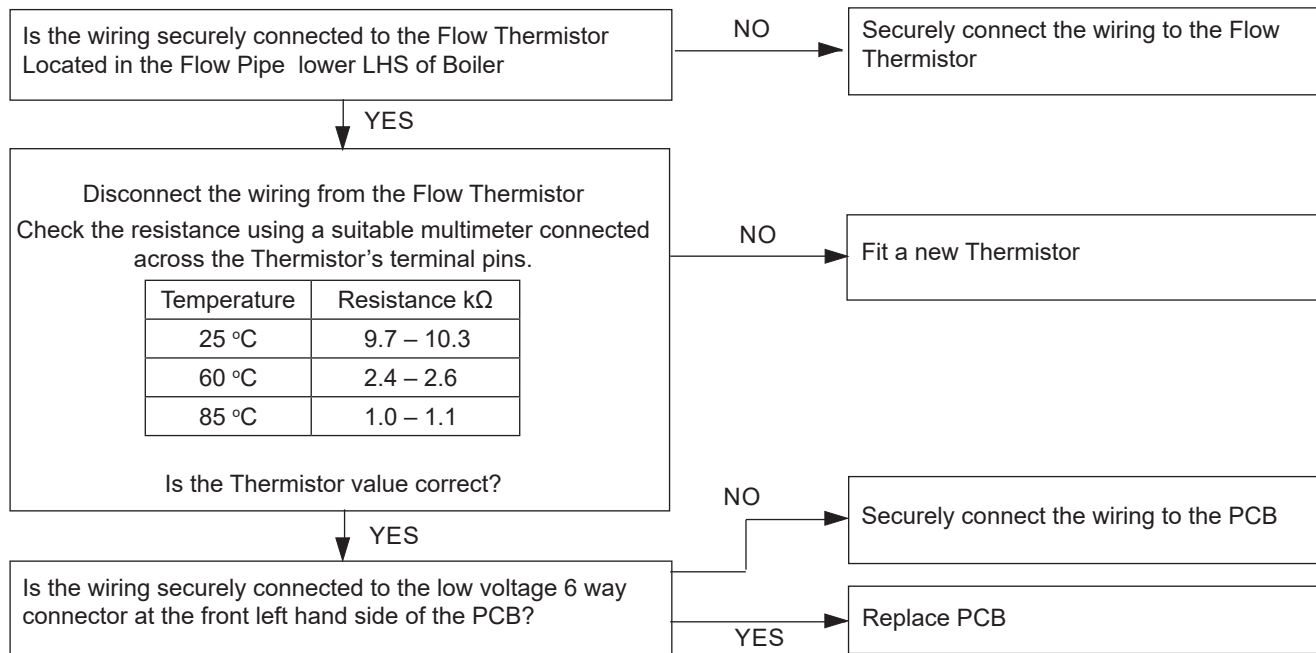 Is the wiring securely connected to the Flow Thermistor
Located in the Flow Pipe  lower LHS of Boiler
NO
Securely connect the wiring to the Flow
Thermistor
YES
Disconnect the wiring from the Flow Thermistor
Check the resistance using a suitable multimeter connected
across the Thermistor’s terminal pins.
Temperature Resistance kΩ
25 °C 9.7 – 10.3
60 °C 2.4 – 2.6
85 °C 1.0 – 1.1
Is the Thermistor value correct?
NO
Fit a new Thermistor
YES
Is the wiring securely connected to the low voltage 6 way
connector at the front left hand side of the PCB?
NO
Securely connect the wiring to the PCB
YES
Replace PCB